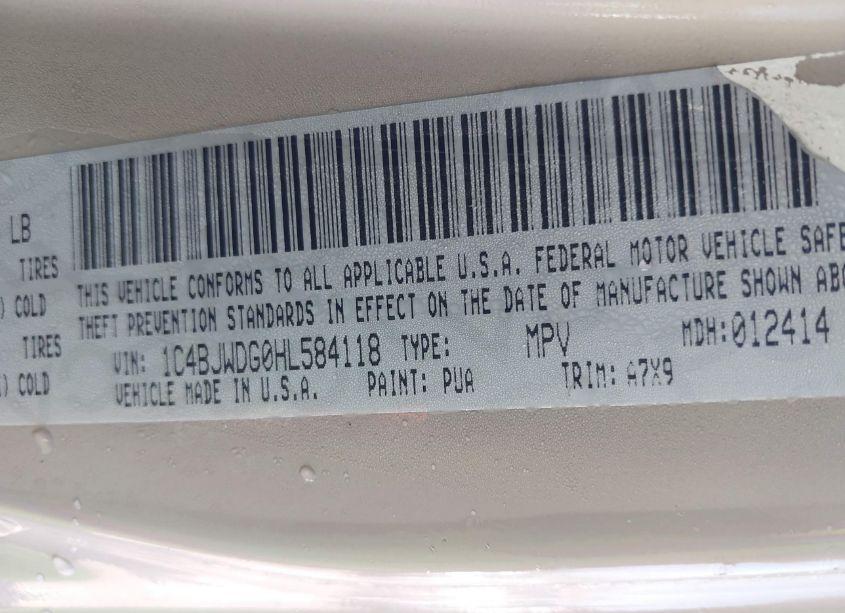 LB
TIRES
) COLD
TIRES
) COLD
THIS VEHICLE CONFORMS TO ALL APPLICABLE U.S.A. FEDERAL MOTOR VEHICLE SAFE
THEFT PREVENTION STANDARDS IN EFFECT ON THE DATE OF MANUFACTURE SHOWN ABO
VIN: 1C4BJWDG0HL584118 TYPE: MPV MDH:012414
VEHICLE MADE IN U.S.A. PAINT: PUA TRIM: A7X9